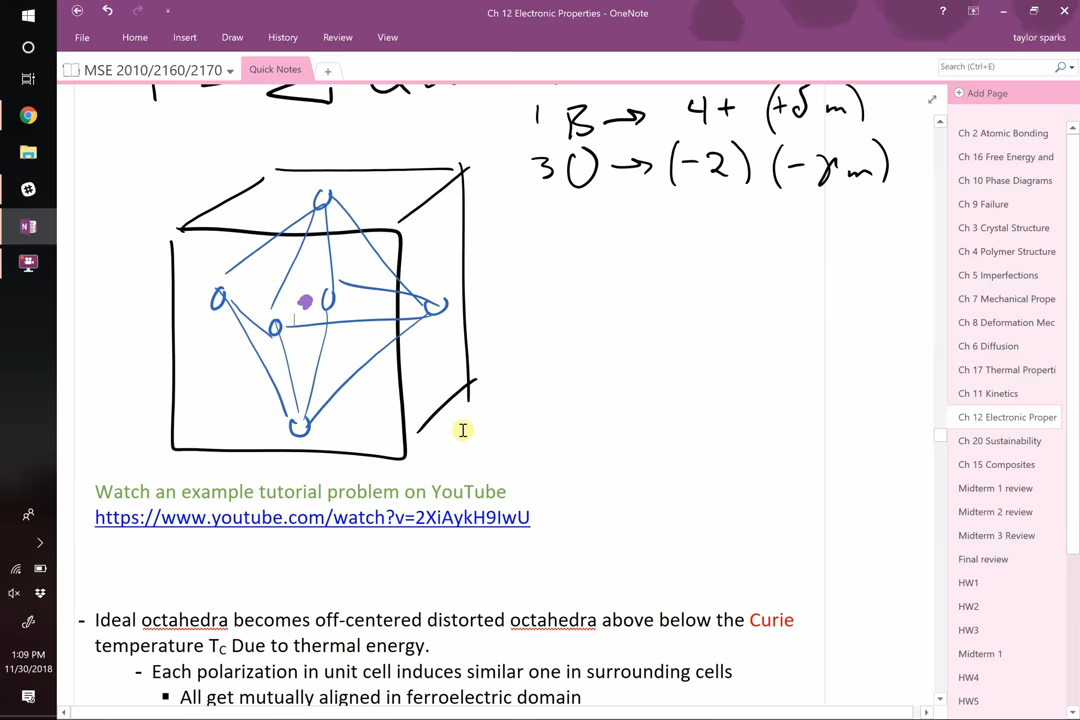 Ch 12 Electronic Properties - OneNote
File Home Insert Draw History Review View
taylor sparks
MSE 2010/2160/2170
Quick Notes
Search (Ctrl+E)
1 B → 4+ (+δ m)
3 O → (-2) (-γ m)
Watch an example tutorial problem on YouTube
https://www.youtube.com/watch?v=2XiAykH9IwU
- Ideal octahedra becomes off-centered distorted octahedra above below the Curie
temperature TC Due to thermal energy.
- Each polarization in unit cell induces similar one in surrounding cells
▪ All get mutually aligned in ferroelectric domain
Add Page
Ch 2 Atomic Bonding
Ch 16 Free Energy and
Ch 10 Phase Diagrams
Ch 9 Failure
Ch 3 Crystal Structure
Ch 4 Polymer Structure
Ch 5 Imperfections
Ch 7 Mechanical Prope
Ch 8 Deformation Mec
Ch 6 Diffusion
Ch 17 Thermal Properti
Ch 11 Kinetics
Ch 12 Electronic Proper
Ch 20 Sustainability
Ch 15 Composites
Midterm 1 review
Midterm 2 review
Midterm 3 Review
Final review
HW1
HW2
HW3
Midterm 1
HW4
HW5
1:09 PM
11/30/2018